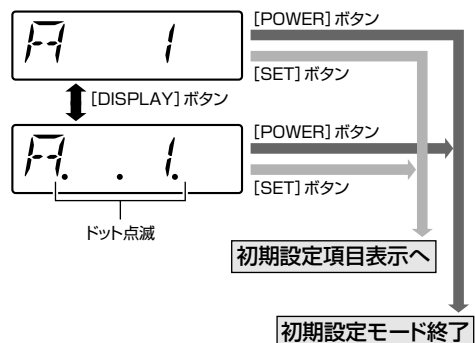 [POWER]ボタン
A 1
[SET]ボタン
[DISPLAY]ボタン
[POWER]ボタン
A. . 1.
[SET]ボタン
ドット点滅
初期設定項目表示へ
初期設定モード終了